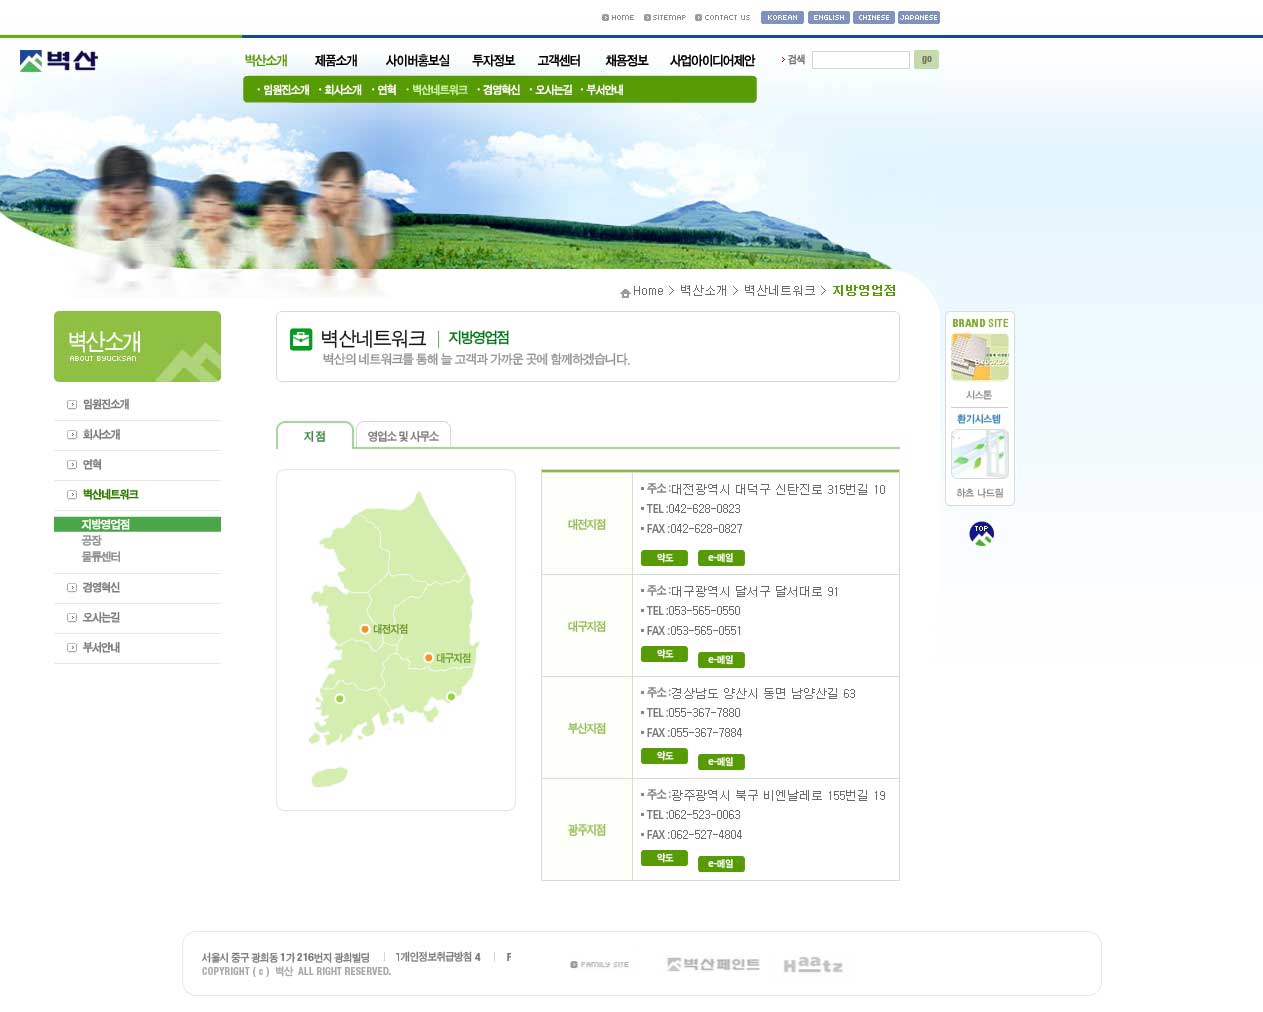 HOME SITEMAP CONTACT US KOREAN ENGLISH CHINESE JAPANESE
벽산
벽산소개 제품소개 사이버홍보실 투자정보 고객센터 채용정보 사업아이디어제안 검색 go
임원진소개 회사소개 연혁 벽산네트워크 경영혁신 오시는길 부서안내
Home > 벽산소개 > 벽산네트워크 > 지방영업점
벽산소개
ABOUT BYUCKSAN
임원진소개
회사소개
연혁
벽산네트워크
지방영업점
공장
물류센터
경영혁신
오시는길
부서안내
벽산네트워크 | 지방영업점
벽산의 네트워크를 통해 늘 고객과 가까운 곳에 함께하겠습니다.
지점 영업소 및 사무소
대전지점
대구지점
대전지점
주소 :대전광역시 대덕구 신탄진로 315번길 10
TEL :042-628-0823
FAX :042-628-0827
약도 e-메일
대구지점
주소 :대구광역시 달서구 달서대로 91
TEL :053-565-0550
FAX :053-565-0551
약도 e-메일
부산지점
주소 :경상남도 양산시 동면 남양산길 63
TEL :055-367-7880
FAX :055-367-7884
약도 e-메일
광주지점
주소 :광주광역시 북구 비엔날레로 155번길 19
TEL :062-523-0063
FAX :062-527-4804
약도 e-메일
BRAND SITE
시스톤
환기시스템
하츠 나드림
TOP
서울시 중구 광희동 1가 216번지 광희빌딩 | 1개인정보취급방침 4 | F
COPYRIGHT ( c ) 벽산 ALL RIGHT RESERVED.
FAMILY SITE 벽산페인트 Haatz